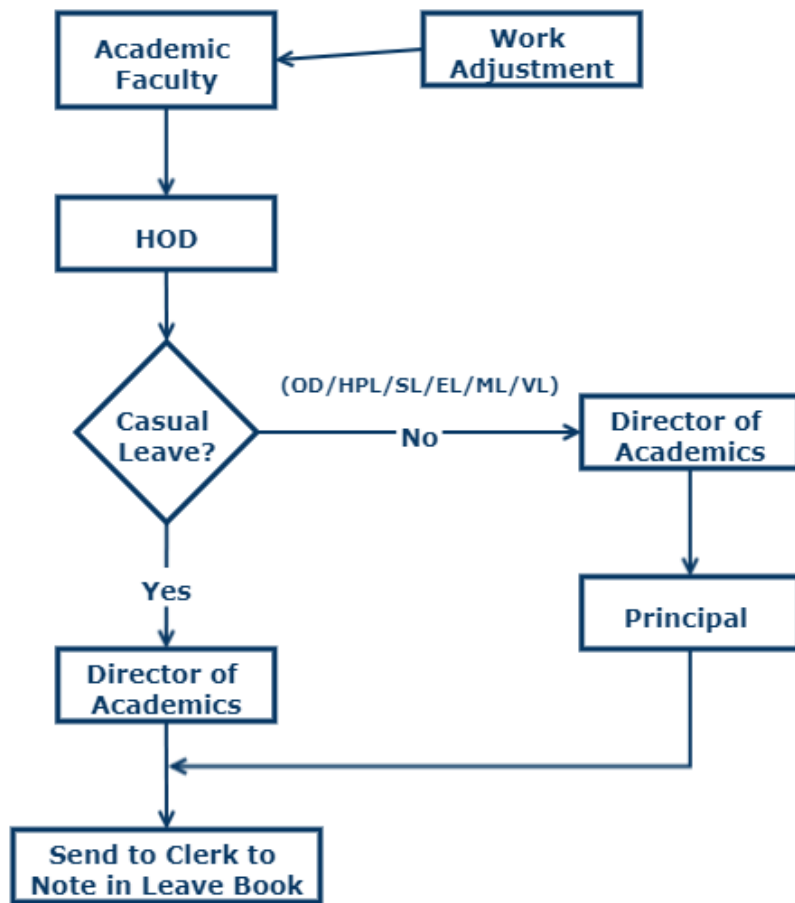 Academic
Faculty
Work
Adjustment
HOD
Casual
Leave?
(OD/HPL/SL/EL/ML/VL)
No
Director of
Academics
Principal
Yes
Director of
Academics
Send to Clerk to
Note in Leave Book